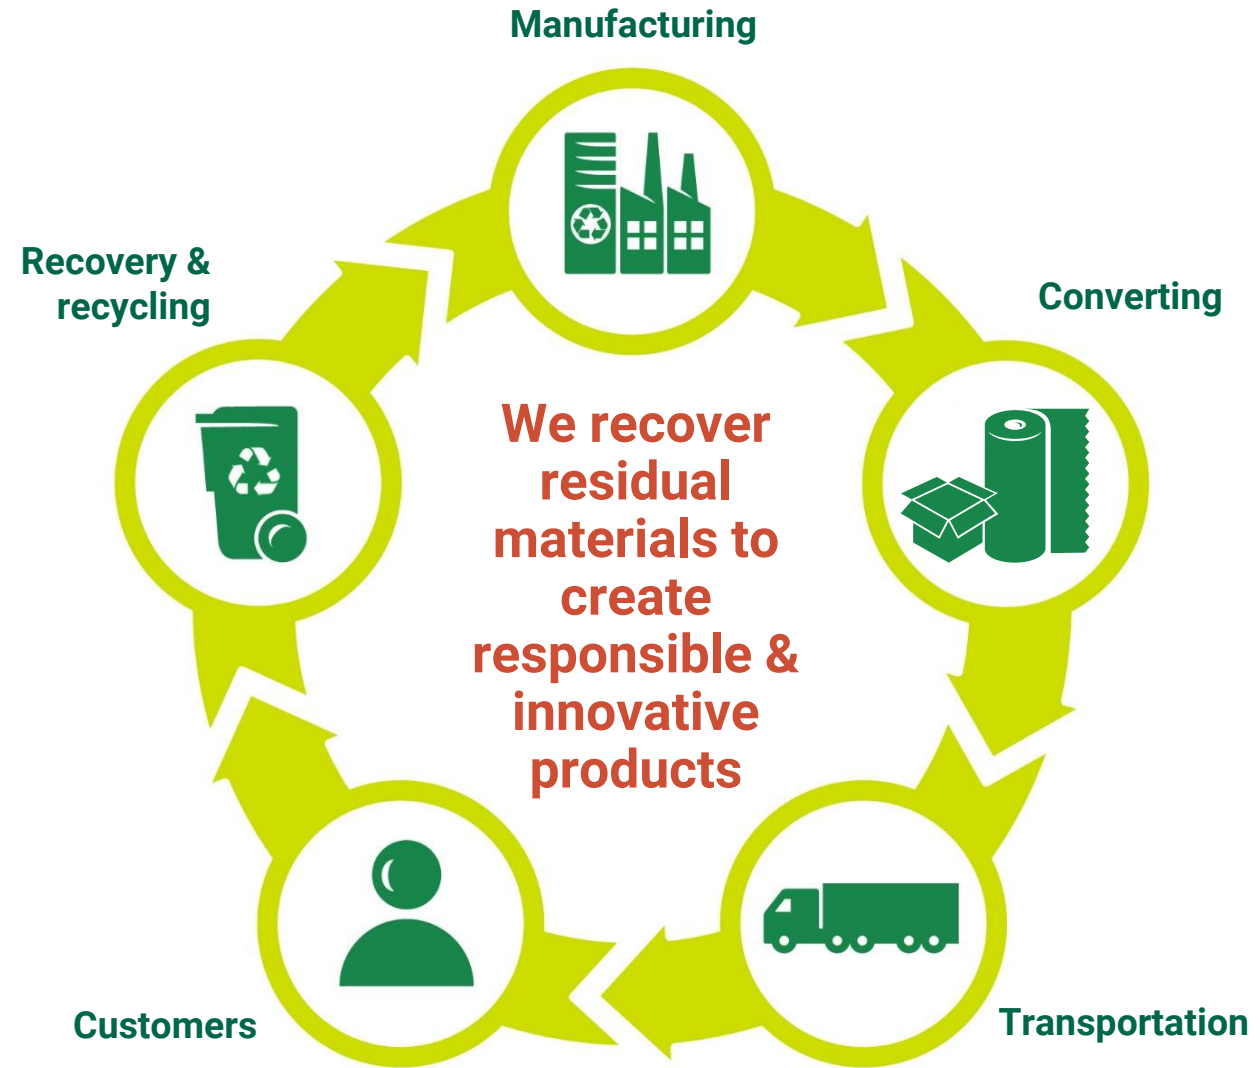 Manufacturing
Recovery &
recycling
Converting
We recover
residual
materials to
create
responsible &
innovative
products
Customers
Transportation